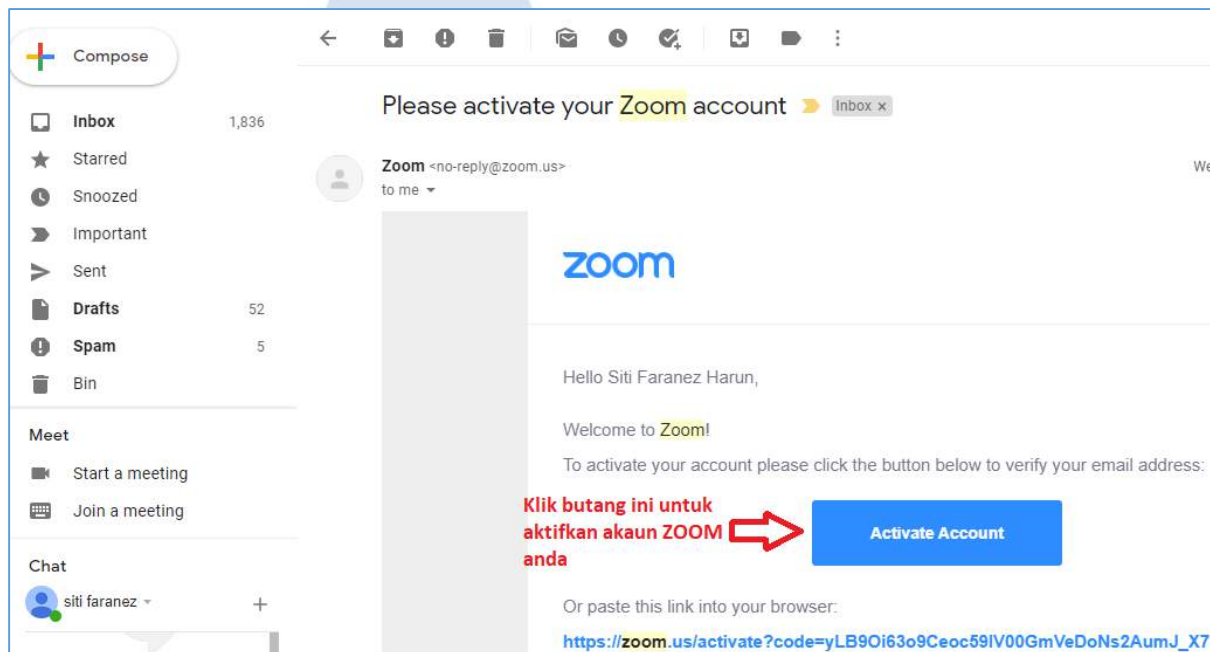 Compose
Inbox 1,836
Starred
Snoozed
Important
Sent
Drafts 52
Spam 5
Bin
Meet
Start a meeting
Join a meeting
Chat
siti faranez
Please activate your Zoom account Inbox x
Zoom <no-reply@zoom.us>
to me
We
zoom
Hello Siti Faranez Harun,
Welcome to Zoom!
To activate your account please click the button below to verify your email address:
Klik butang ini untuk
aktifkan akaun ZOOM
anda
Activate Account
Or paste this link into your browser:
https://zoom.us/activate?code=yLB9Oi63o9Ceoc59IV00GmVeDoNs2AumJ_X7